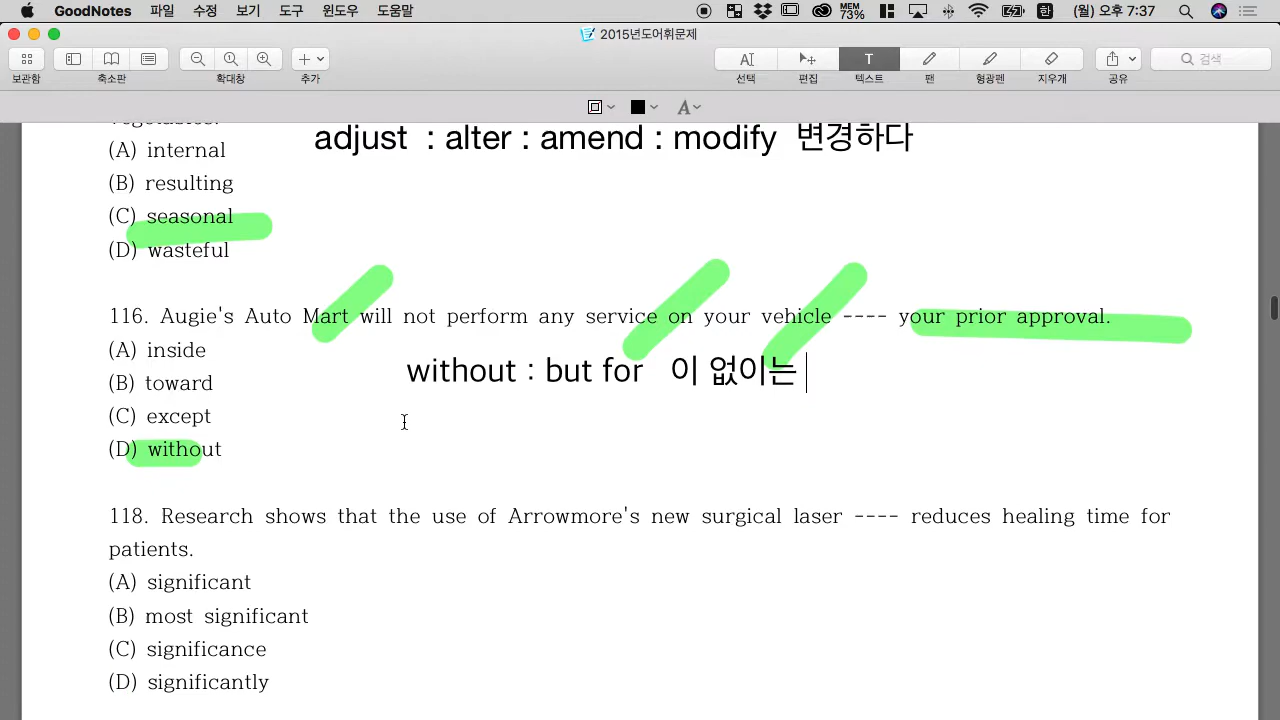 GoodNotes 파일 수정 보기 도구 윈도우 도움말 MEM 73% 한 (월) 오후 7:37
2015년도어휘문제
보관함 축소판 확대창 추가 선택 편집 텍스트 펜 형광펜 지우개 공유 검색
adjust : alter : amend : modify 변경하다
(A) internal
(B) resulting
(C) seasonal
(D) wasteful
116. Augie's Auto Mart will not perform any service on your vehicle ---- your prior approval.
(A) inside
without : but for 이 없이는
(B) toward
(C) except
(D) without
118. Research shows that the use of Arrowmore's new surgical laser ---- reduces healing time for
patients.
(A) significant
(B) most significant
(C) significance
(D) significantly